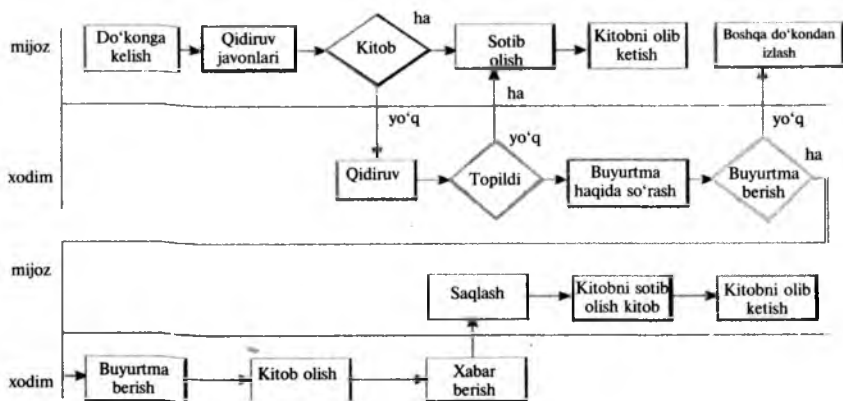 mijoz
Do‘konga
kelish
Qidiruv
javonlari
Kitob
ha
Sotib
olish
Kitobni olib
ketish
Boshqa do‘kondan
izlash
yo‘q
ha
yo‘q
yo‘q
ha
xodim
Qidiruv
Topildi
Buyurtma
haqida so‘rash
Buyurtma
berish
mijoz
Saqlash
Kitobni sotib
olish kitob
Kitobni olib
ketish
xodim
Buyurtma
berish
Kitob olish
Xabar
berish